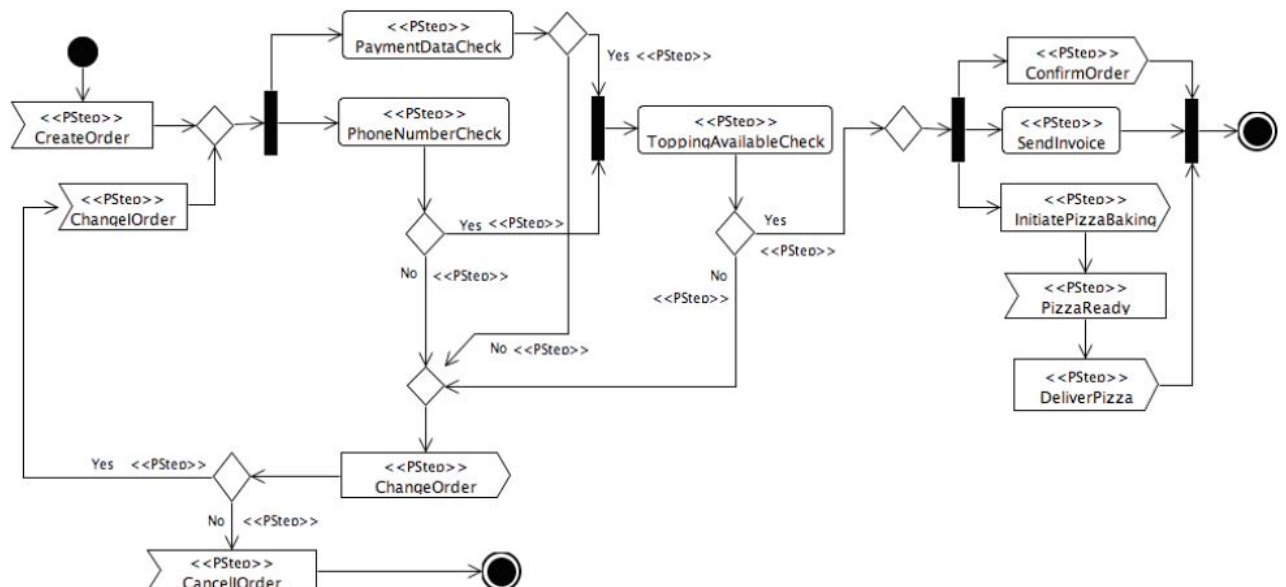 <<PStep>>
PaymentDataCheck
Yes <<PStep>>
<<PStep>>
ConfirmOrder
<<PStep>>
CreateOrder
<<PStep>>
PhoneNumberCheck
<<PStep>>
ToppingAvailableCheck
<<PStep>>
SendInvoice
<<PStep>>
ChangelOrder
Yes <<PStep>>
Yes
<<PStep>>
<<PStep>>
InitiatePizzaBaking
No <<PStep>>
No
<<PStep>>
<<PStep>>
PizzaReady
No <<PStep>>
<<PStep>>
DeliverPizza
Yes <<PStep>>
<<PStep>>
ChangeOrder
No <<PStep>>
<<PStep>>
CancellOrder